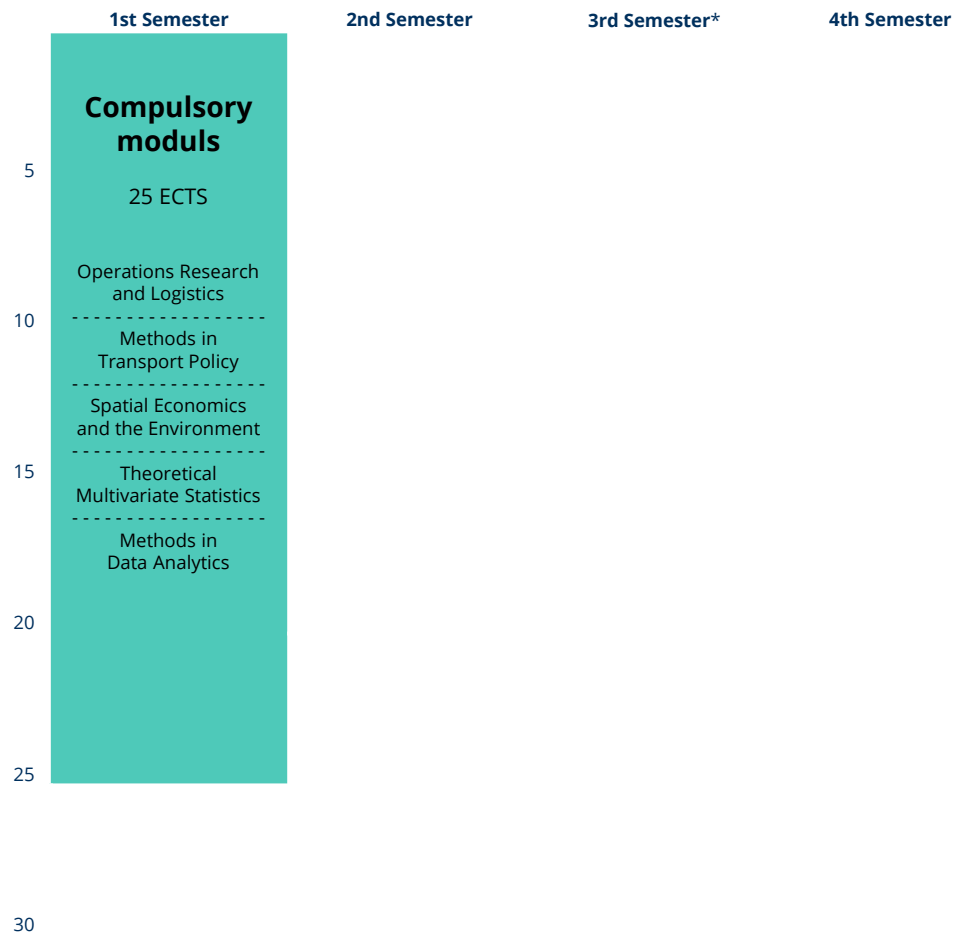 1st Semester
2nd Semester
3rd Semester*
4th Semester
Compulsory
moduls
5
25 ECTS
Operations Research
and Logistics
10
- - - - - - - - - - - - - - - - - -
Methods in
Transport Policy
- - - - - - - - - - - - - - - - - -
Spatial Economics
and the Environment
- - - - - - - - - - - - - - - - - -
15
Theoretical
Multivariate Statistics
- - - - - - - - - - - - - - - - - -
Methods in
Data Analytics
20
25
30